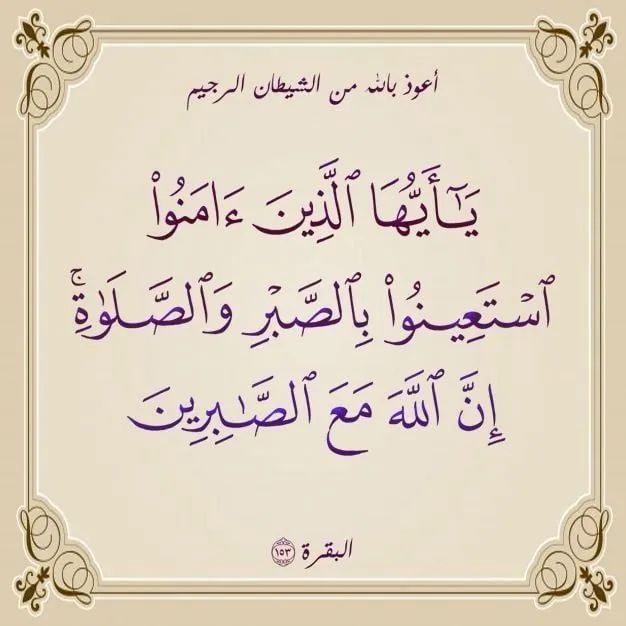 أعوذ بالله من الشيطان الرجيم
يَـٰٓأَيُّهَا ٱلَّذِينَ ءَامَنُوا۟
ٱسْتَعِينُوا۟ بِٱلصَّبْرِ وَٱلصَّلَوٰةِ ۚ
إِنَّ ٱللَّهَ مَعَ ٱلصَّـٰبِرِينَ
البقرة ١٥٣